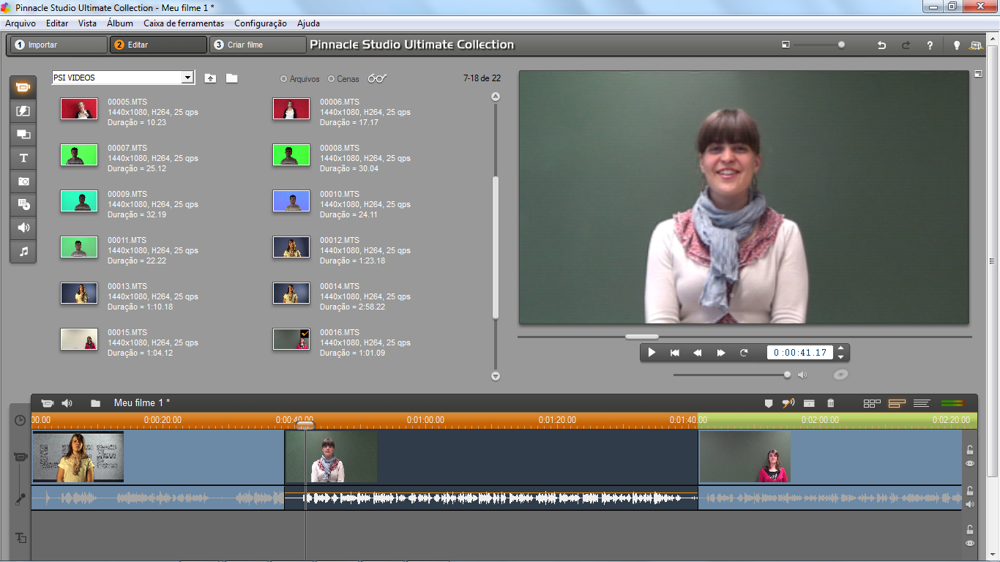 Pinnacle Studio Ultimate Collection - Meu filme 1 *
Arquivo Editar Vista Álbum Caixa de ferramentas Configuração Ajuda
1 Importar 2 Editar 3 Criar filme Pinnacle Studio Ultimate Collection ?
PSI VIDEOS Arquivos Cenas 7-18 de 22
00005.MTS
1440x1080, H264, 25 qps
Duração = 10.23
00006.MTS
1440x1080, H264, 25 qps
Duração = 17.17
00007.MTS
1440x1080, H264, 25 qps
Duração = 25.12
00008.MTS
1440x1080, H264, 25 qps
Duração = 30.04
00009.MTS
1440x1080, H264, 25 qps
Duração = 32.19
00010.MTS
1440x1080, H264, 25 qps
Duração = 24.11
00011.MTS
1440x1080, H264, 25 qps
Duração = 22.22
00012.MTS
1440x1080, H264, 25 qps
Duração = 1:23.18
00013.MTS
1440x1080, H264, 25 qps
Duração = 1:10.18
00014.MTS
1440x1080, H264, 25 qps
Duração = 2:58.22
00015.MTS
1440x1080, H264, 25 qps
Duração = 1:04.12
00016.MTS
1440x1080, H264, 25 qps
Duração = 1:01.09
0:00:41.17
Meu filme 1 *
00.00 0:00:20.00 0:00:40.00 0:01:00.00 0:01:20.00 0:01:40.00 0:02:00.00 0:02:20.00